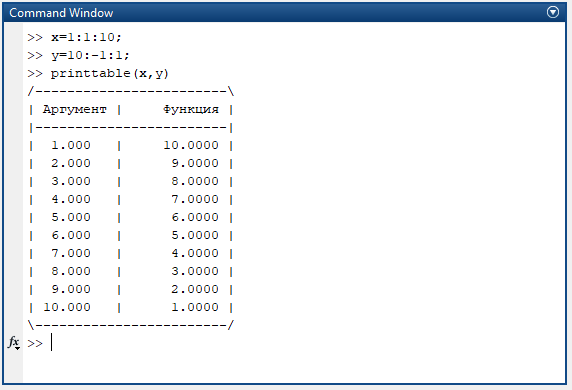 Command Window
>> x=1:1:10;
>> y=10:-1:1;
>> printtable(x,y)
/------------------------\
| Аргумент |     Функция |
|------------------------|
|  1.000   |     10.0000 |
|  2.000   |      9.0000 |
|  3.000   |      8.0000 |
|  4.000   |      7.0000 |
|  5.000   |      6.0000 |
|  6.000   |      5.0000 |
|  7.000   |      4.0000 |
|  8.000   |      3.0000 |
|  9.000   |      2.0000 |
| 10.000   |      1.0000 |
\------------------------/
fx >>